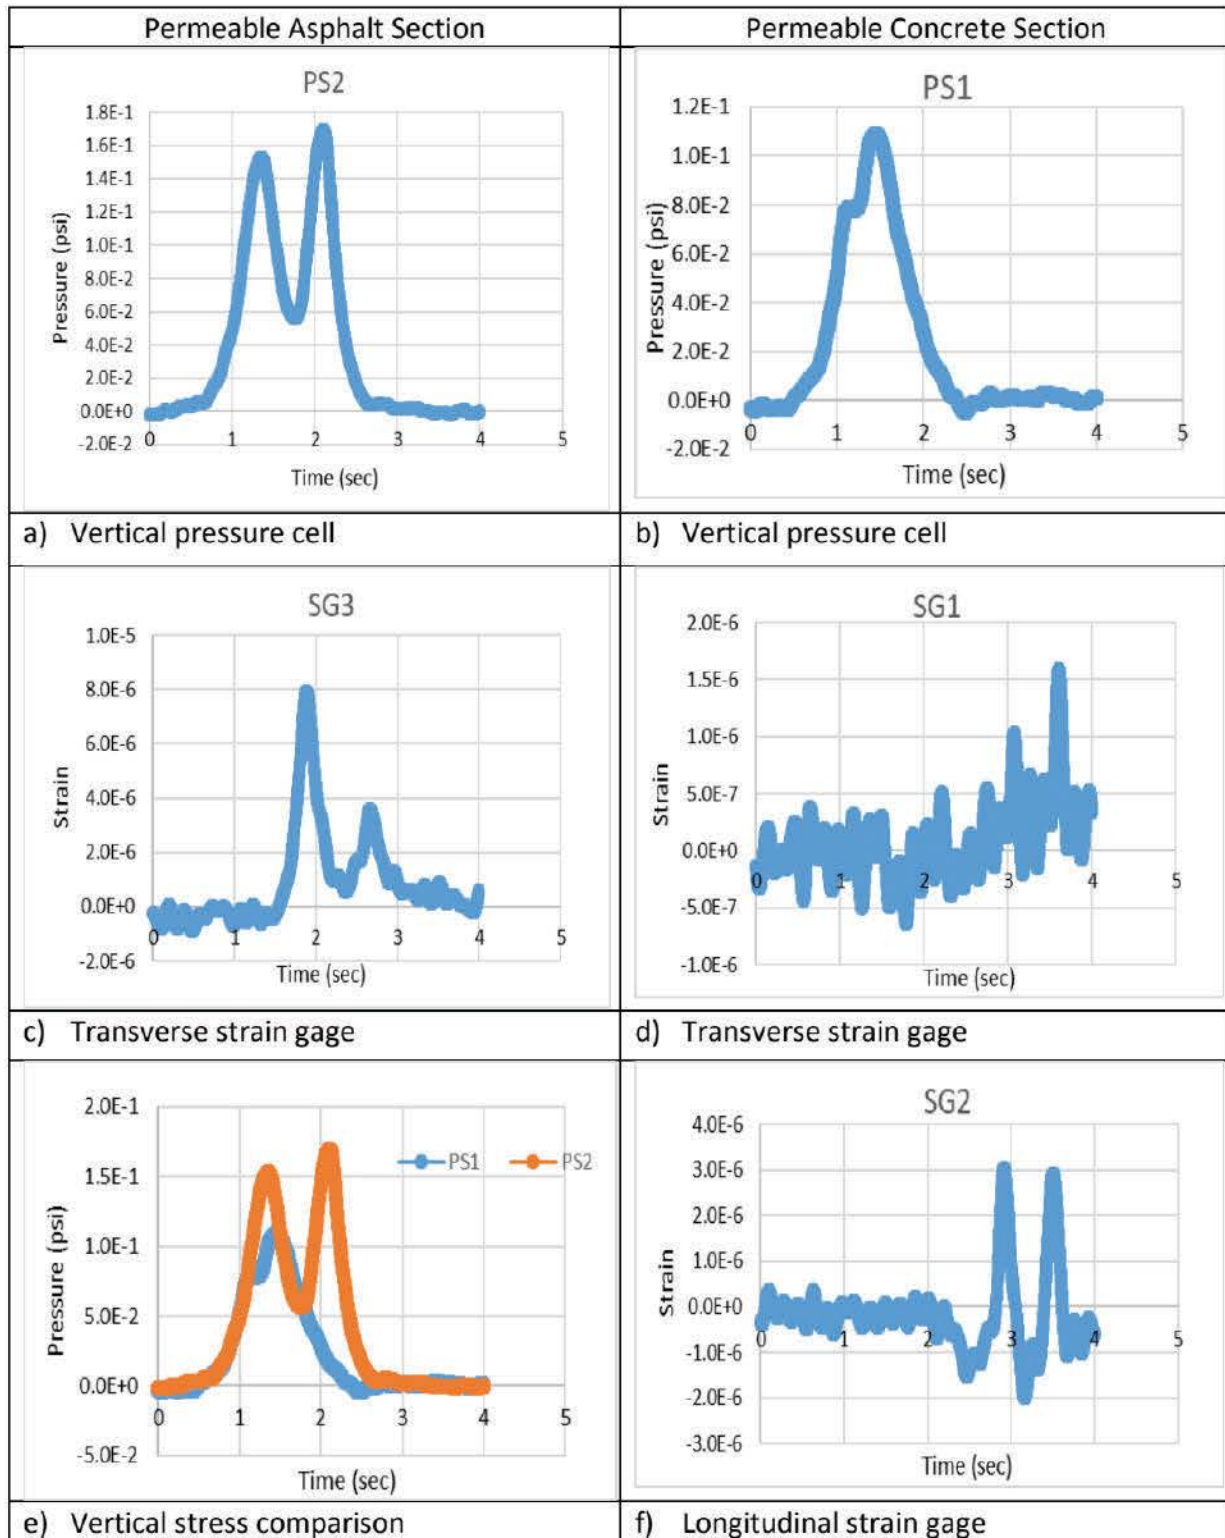 Permeable Asphalt Section
Permeable Concrete Section
PS2
1.8E-1
1.6E-1
1.4E-1
1.2E-1
1.0E-1
8.0E-2
6.0E-2
4.0E-2
2.0E-2
0.0E+0
-2.0E-2
0 1 2 3 4 5
Pressure (psi)
Time (sec)
PS1
1.2E-1
1.0E-1
8.0E-2
6.0E-2
4.0E-2
2.0E-2
0.0E+0
-2.0E-2
0 1 2 3 4 5
Pressure (psi)
Time (sec)
a) Vertical pressure cell
b) Vertical pressure cell
SG3
1.0E-5
8.0E-6
6.0E-6
4.0E-6
2.0E-6
0.0E+0
-2.0E-6
0 1 2 3 4 5
Strain
Time (sec)
SG1
2.0E-6
1.5E-6
1.0E-6
5.0E-7
0.0E+0
-5.0E-7
-1.0E-6
0 1 2 3 4 5
Strain
Time (sec)
c) Transverse strain gage
d) Transverse strain gage
2.0E-1
1.5E-1
1.0E-1
5.0E-2
0.0E+0
-5.0E-2
0 1 2 3 4 5
PS1 PS2
Pressure (psi)
Time (sec)
SG2
4.0E-6
3.0E-6
2.0E-6
1.0E-6
0.0E+0
-1.0E-6
-2.0E-6
-3.0E-6
0 1 2 3 4 5
Strain
Time (sec)
e) Vertical stress comparison
f) Longitudinal strain gage